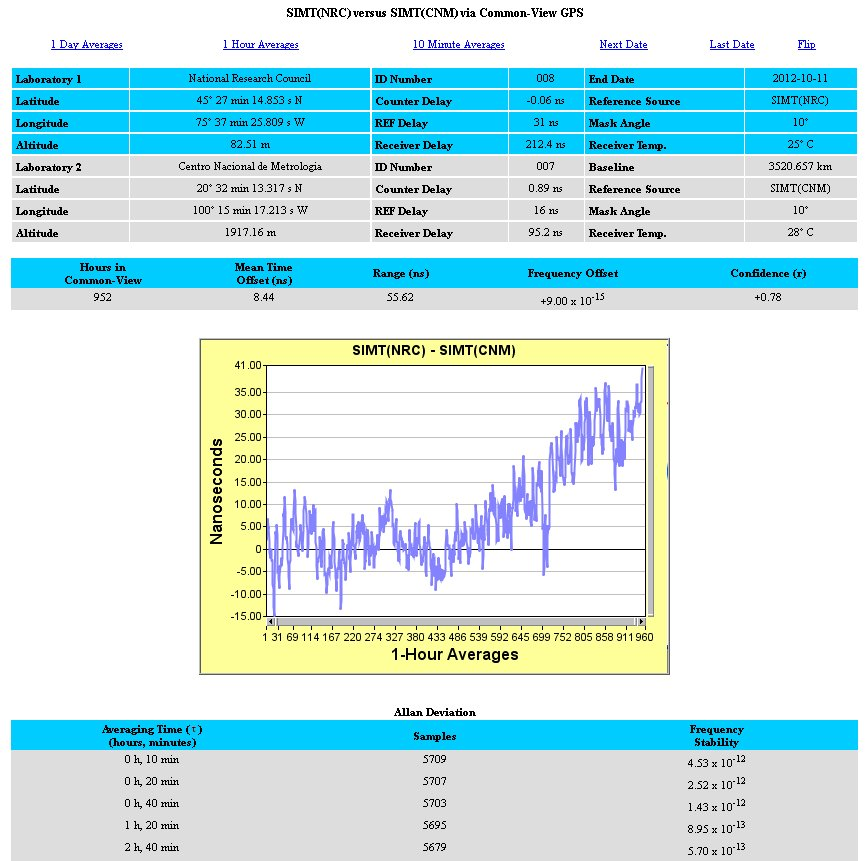 SIMT(NRC) versus SIMT(CNM) via Common-View GPS
1 Day Averages 1 Hour Averages 10 Minute Averages Next Date Last Date Flip
Laboratory 1 National Research Council ID Number 008 End Date 2012-10-11
Latitude 45° 27 min 14.853 s N Counter Delay -0.06 ns Reference Source SIMT(NRC)
Longitude 75° 37 min 25.809 s W REF Delay 31 ns Mask Angle 10°
Altitude 82.51 m Receiver Delay 212.4 ns Receiver Temp. 25° C
Laboratory 2 Centro Nacional de Metrologia ID Number 007 Baseline 3520.657 km
Latitude 20° 32 min 13.317 s N Counter Delay 0.89 ns Reference Source SIMT(CNM)
Longitude 100° 15 min 17.213 s W REF Delay 16 ns Mask Angle 10°
Altitude 1917.16 m Receiver Delay 95.2 ns Receiver Temp. 28° C
Hours in Common-View Mean Time Offset (ns) Range (ns) Frequency Offset Confidence (r)
952 8.44 55.62 +9.00 x 10-15 +0.78
SIMT(NRC) - SIMT(CNM)
41.00
35.00
30.00
25.00
20.00
15.00
10.00
5.00
0
-5.00
-10.00
-15.00
Nanoseconds
1 31 69 114 167 220 274 327 380 433 486 539 592 645 699 752 805 858 911 960
1-Hour Averages
Allan Deviation
Averaging Time (τ) (hours, minutes) Samples Frequency Stability
0 h, 10 min 5709 4.53 x 10-12
0 h, 20 min 5707 2.52 x 10-12
0 h, 40 min 5703 1.43 x 10-12
1 h, 20 min 5695 8.95 x 10-13
2 h, 40 min 5679 5.70 x 10-13